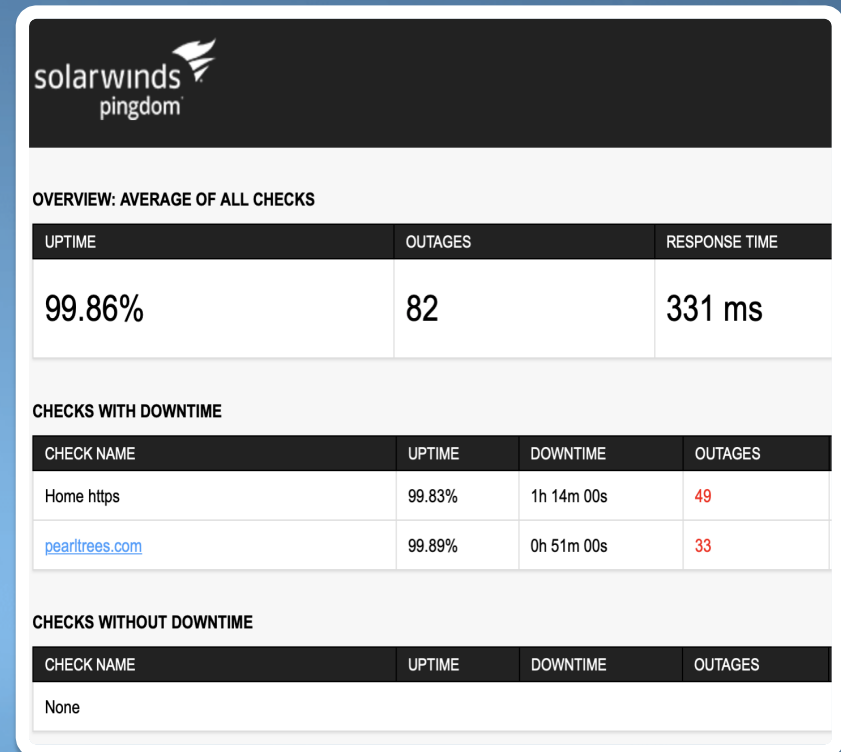 solarwinds
pingdom
OVERVIEW: AVERAGE OF ALL CHECKS
UPTIME OUTAGES RESPONSE TIME
99.86% 82 331 ms
CHECKS WITH DOWNTIME
CHECK NAME UPTIME DOWNTIME OUTAGES
Home https 99.83% 1h 14m 00s 49
pearltrees.com 99.89% 0h 51m 00s 33
CHECKS WITHOUT DOWNTIME
CHECK NAME UPTIME DOWNTIME OUTAGES
None